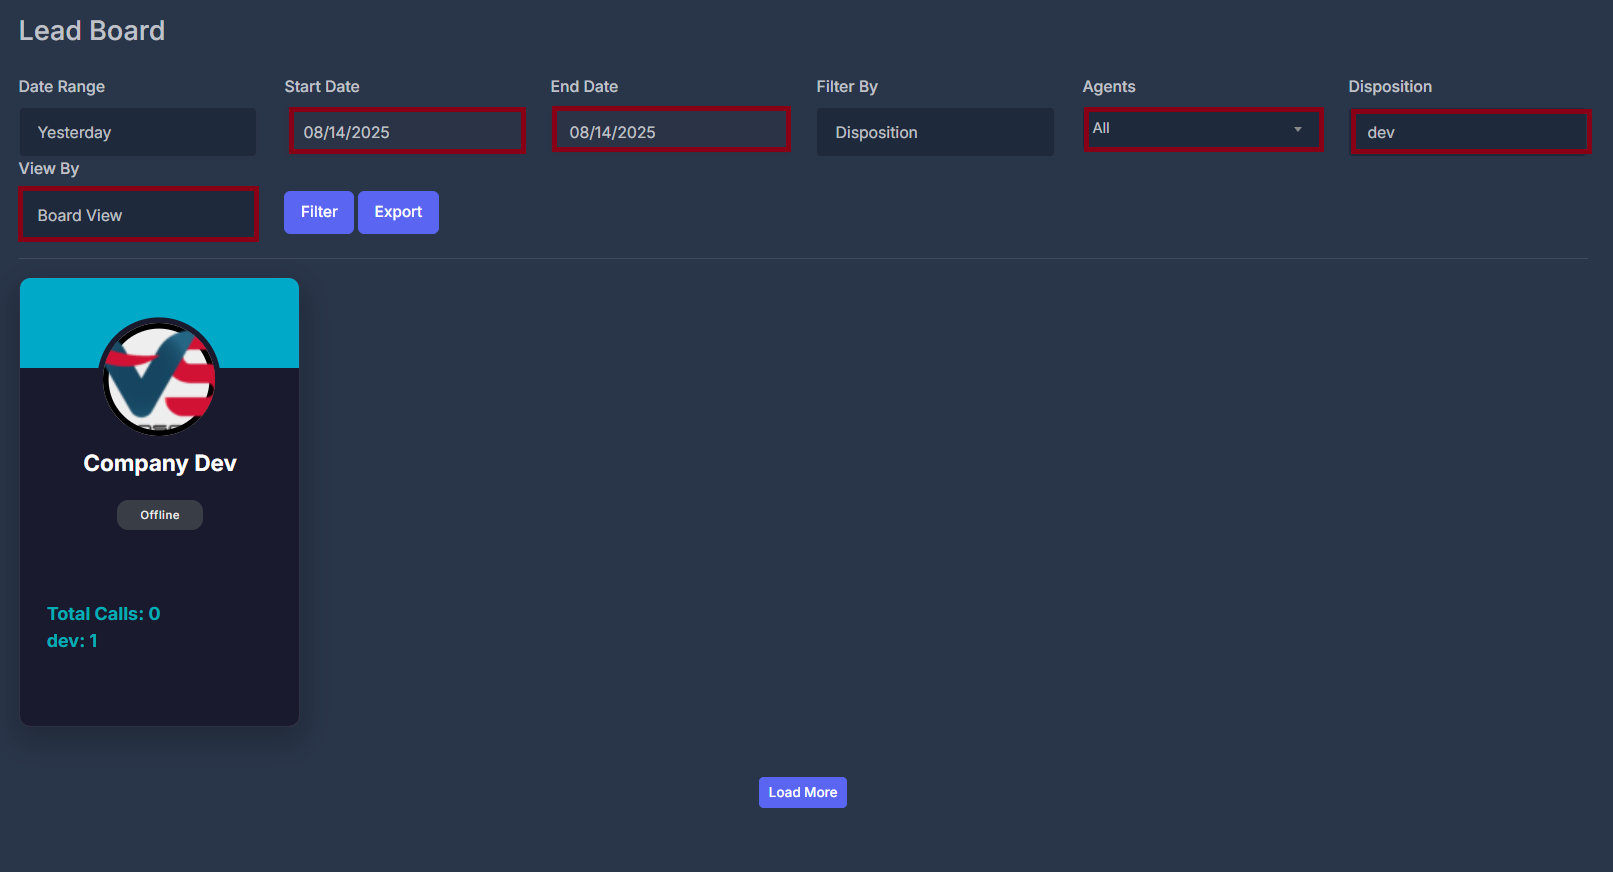 Lead Board
Date Range Start Date End Date Filter By Agents Disposition
Yesterday 08/14/2025 08/14/2025 Disposition All dev
View By
Board View Filter Export
VS
Company Dev
Offline
Total Calls: 0
dev: 1
Load More